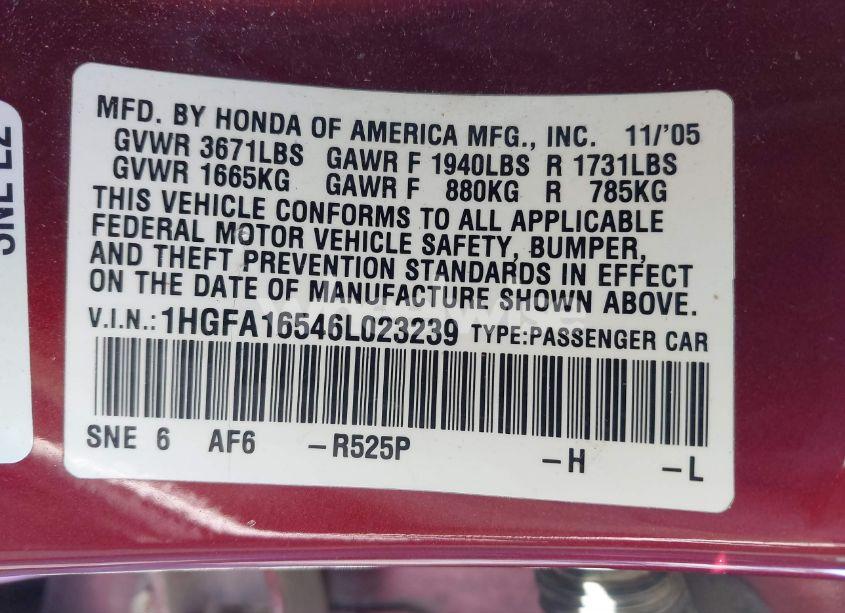 MFD. BY HONDA OF AMERICA MFG., INC. 11/'05
GVWR 3671LBS GAWR F 1940LBS R 1731LBS
GVWR 1665KG GAWR F 880KG R 785KG
THIS VEHICLE CONFORMS TO ALL APPLICABLE
FEDERAL MOTOR VEHICLE SAFETY, BUMPER,
AND THEFT PREVENTION STANDARDS IN EFFECT
ON THE DATE OF MANUFACTURE SHOWN ABOVE.
V.I.N.: 1HGFA16546L023239 TYPE:PASSENGER CAR
SNE 6 AF6 –R525P –H –L